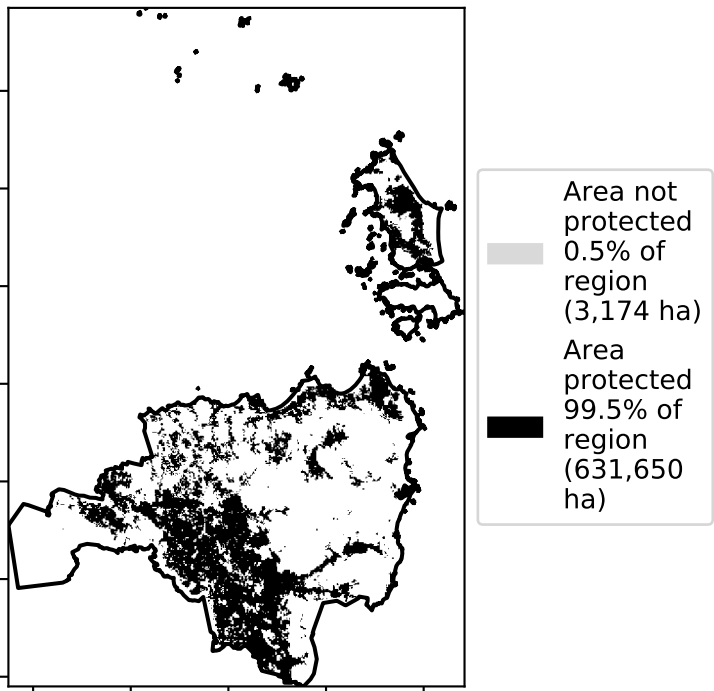 Area not
protected
0.5% of
region
(3,174 ha)
Area
protected
99.5% of
region
(631,650
ha)